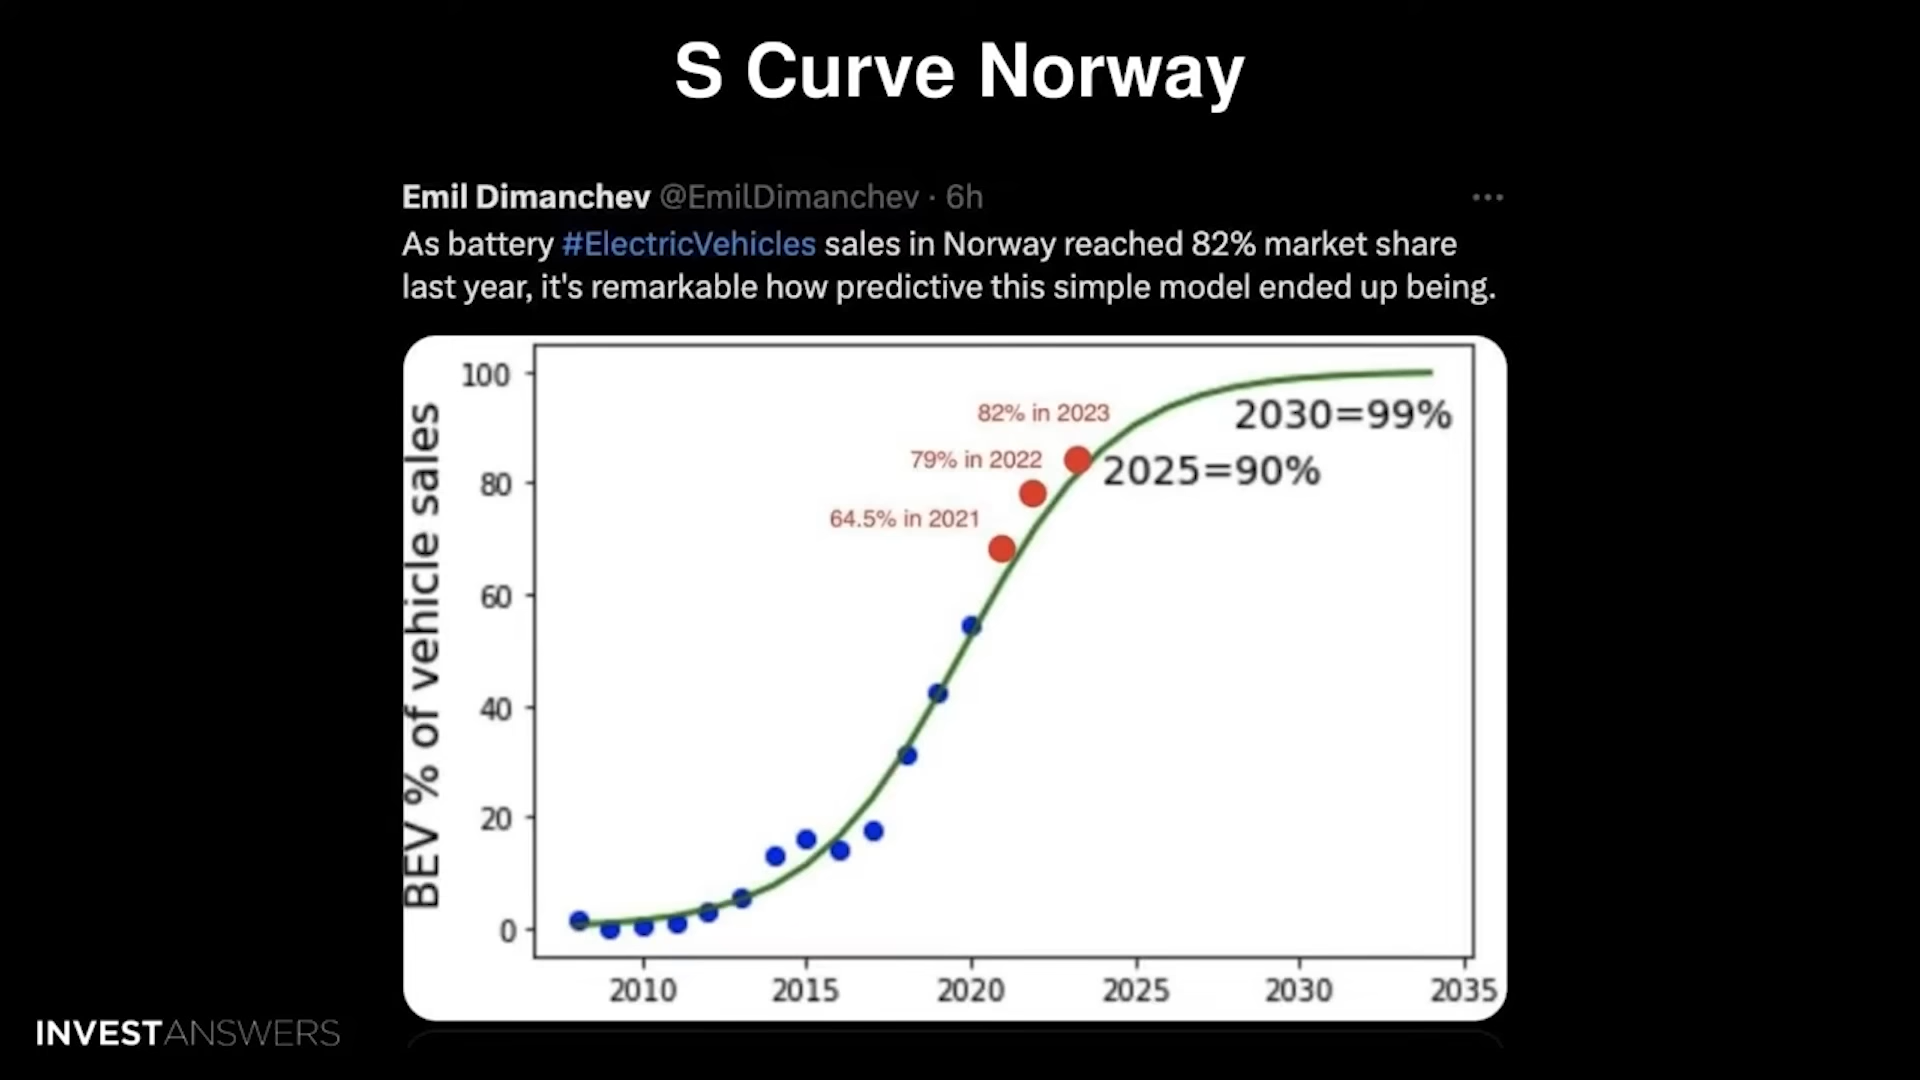 S Curve Norway
Emil Dimanchev @EmilDimanchev · 6h
As battery #ElectricVehicles sales in Norway reached 82% market share
last year, it's remarkable how predictive this simple model ended up being.
BEV % of vehicle sales
100
80
60
40
20
0
82% in 2023
79% in 2022
64.5% in 2021
2030=99%
2025=90%
2010
2015
2020
2025
2030
2035
INVESTANSWERS